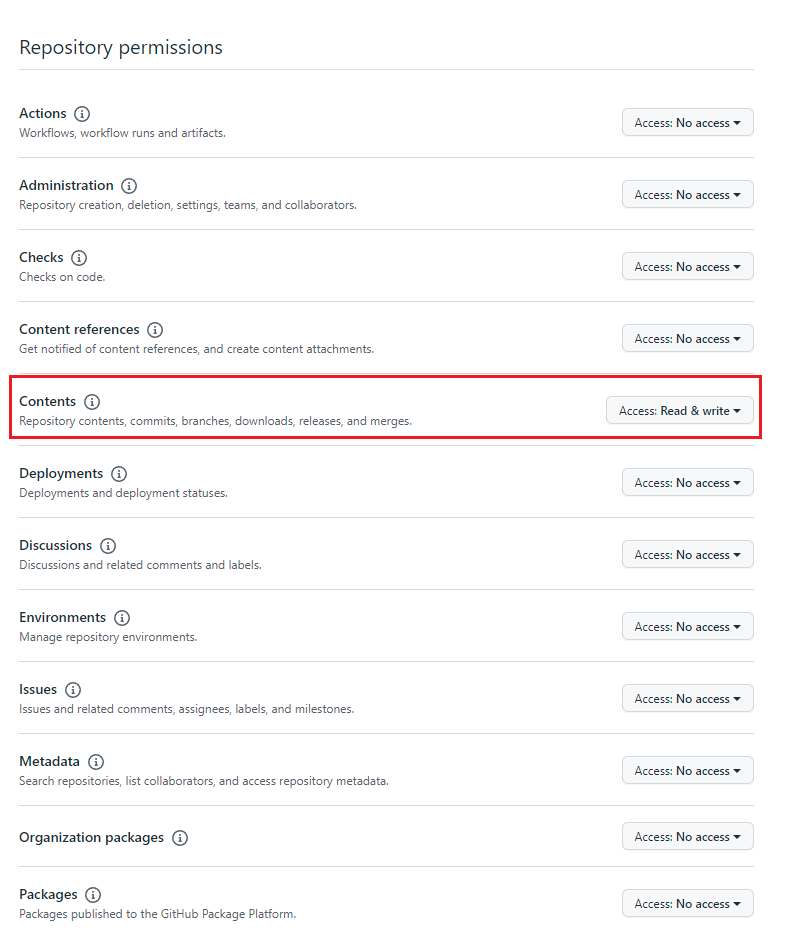 Repository permissions
Actions
Workflows, workflow runs and artifacts.
Access: No access
Administration
Repository creation, deletion, settings, teams, and collaborators.
Access: No access
Checks
Checks on code.
Access: No access
Content references
Get notified of content references, and create content attachments.
Access: No access
Contents
Repository contents, commits, branches, downloads, releases, and merges.
Access: Read & write
Deployments
Deployments and deployment statuses.
Access: No access
Discussions
Discussions and related comments and labels.
Access: No access
Environments
Manage repository environments.
Access: No access
Issues
Issues and related comments, assignees, labels, and milestones.
Access: No access
Metadata
Search repositories, list collaborators, and access repository metadata.
Access: No access
Organization packages
Access: No access
Packages
Packages published to the GitHub Package Platform.
Access: No access